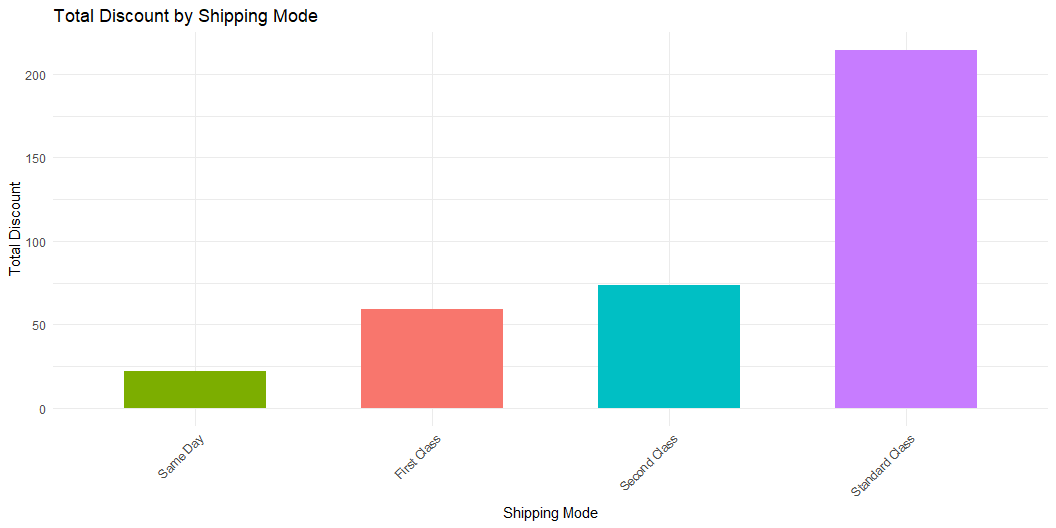 Total Discount by Shipping Mode
200
150
100
50
0
Total Discount
Same Day
First Class
Second Class
Standard Class
Shipping Mode